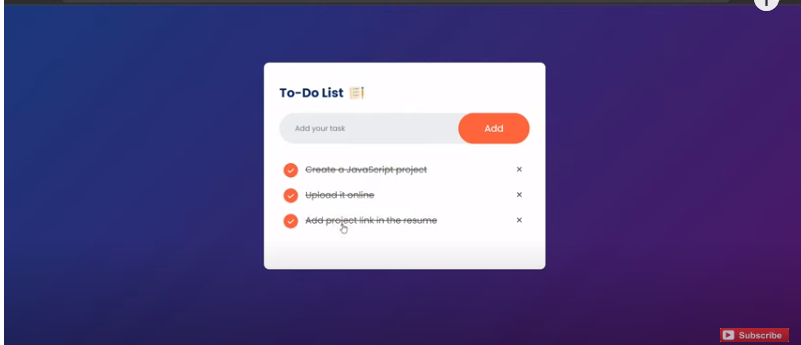 To-Do List
Add your task
Add
Create a JavaScript project
×
Upload it online
×
Add project link in the resume
×
Subscribe